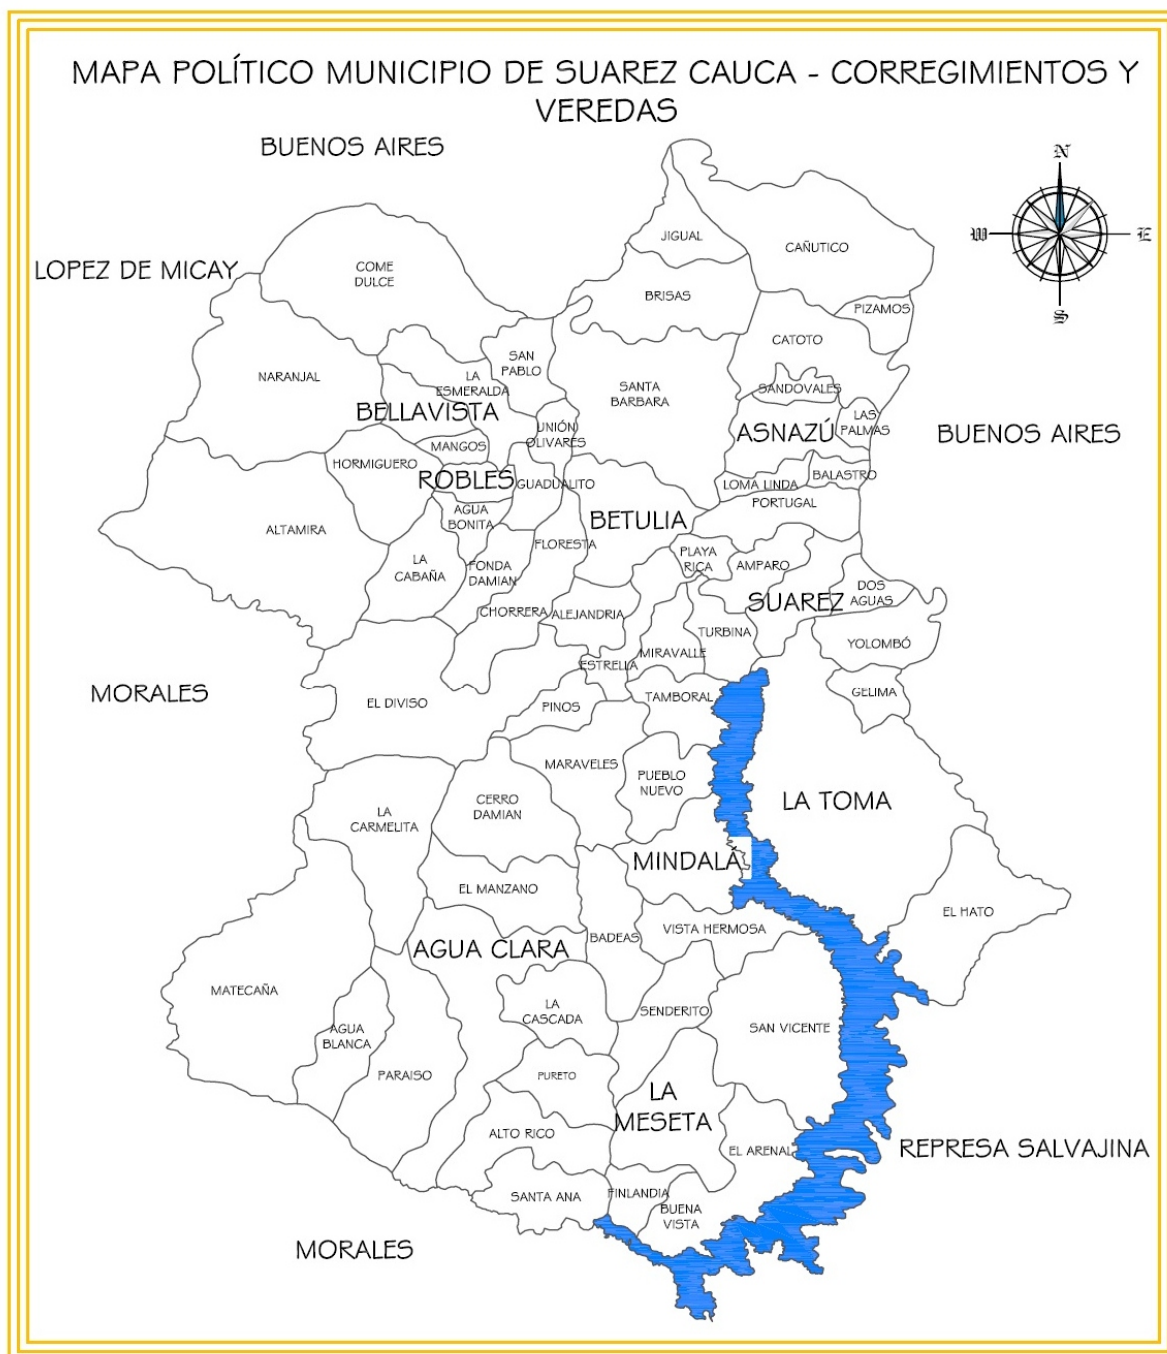 MAPA POLÍTICO MUNICIPIO DE SUAREZ CAUCA - CORREGIMIENTOS Y
VEREDAS
BUENOS AIRES
N
W
E
S
JIGUAL
CAÑUTICO
LOPEZ DE MICAY
COME
DULCE
BRISAS
PIZAMOS
CATOTO
SAN
PABLO
NARANJAL
LA
ESMERALDA
SANTA
BARBARA
SANDOVALES
BELLAVISTA
LAS
PALMAS
UNIÓN
OLIVARES
ASNAZÚ
BUENOS AIRES
MANGOS
HORMIGUERO
ROBLES
GUADUALITO
LOMA LINDA
BALASTRO
PORTUGAL
AGUA
BONITA
BETULIA
ALTAMIRA
FLORESTA
LA
CABAÑA
FONDA
DAMIAN
PLAYA
RICA
AMPARO
DOS
AGUAS
SUAREZ
CHORRERA
ALEJANDRIA
TURBINA
YOLOMBÓ
MIRAVALLE
ESTRELLA
MORALES
EL DIVISO
PINOS
TAMBORAL
GELIMA
MARAVELES
PUEBLO
NUEVO
CERRO
DAMIAN
LA TOMA
LA
CARMELITA
MINDALÁ
EL MANZANO
EL HATO
AGUA CLARA
BADEAS
VISTA HERMOSA
MATECAÑA
LA
CASCADA
SENDERITO
SAN VICENTE
AGUA
BLANCA
PARAISO
PURETO
LA
MESETA
ALTO RICO
EL ARENAL
REPRESA SALVAJINA
SANTA ANA
FINLANDIA
BUENA
VISTA
MORALES